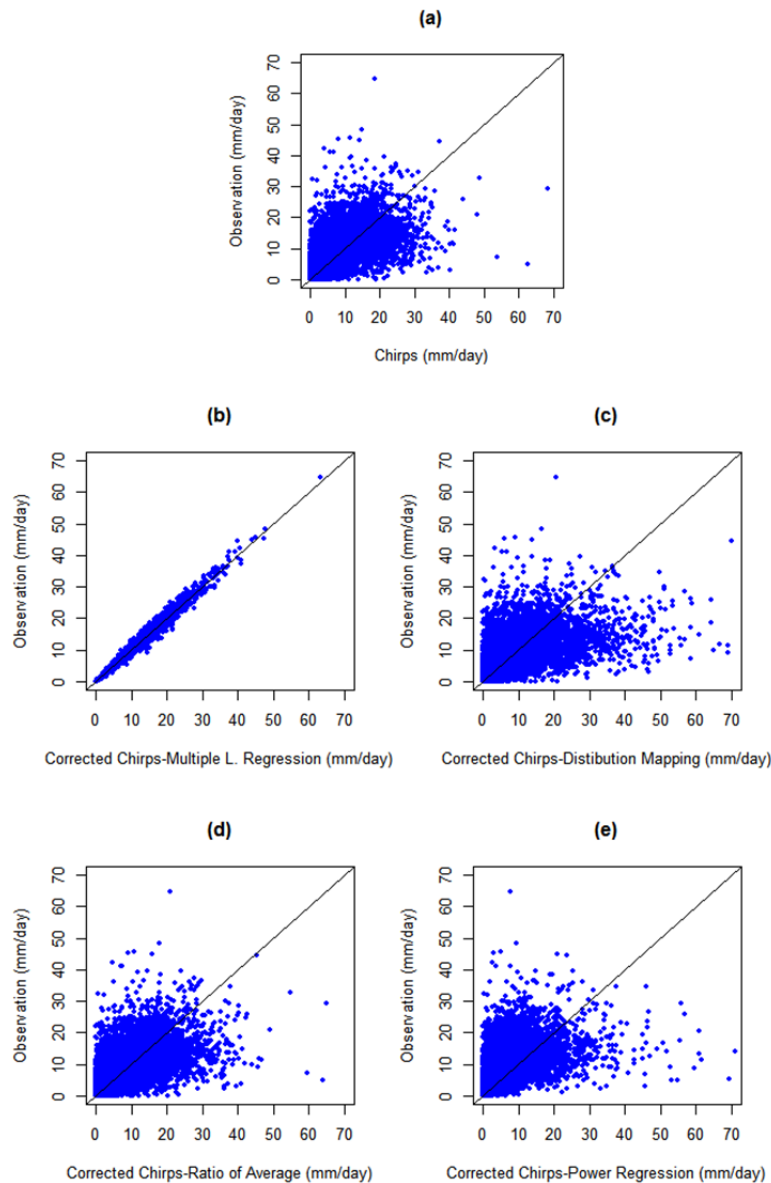 (a)
Observation (mm/day)
70
60
50
40
30
20
10
0
0 10 20 30 40 50 60 70
Chirps (mm/day)
(b)
Observation (mm/day)
70
60
50
40
30
20
10
0
0 10 20 30 40 50 60 70
Corrected Chirps-Multiple L. Regression (mm/day)
(c)
Observation (mm/day)
70
60
50
40
30
20
10
0
0 10 20 30 40 50 60 70
Corrected Chirps-Distibution Mapping (mm/day)
(d)
Observation (mm/day)
70
60
50
40
30
20
10
0
0 10 20 30 40 50 60 70
Corrected Chirps-Ratio of Average (mm/day)
(e)
Observation (mm/day)
70
60
50
40
30
20
10
0
0 10 20 30 40 50 60 70
Corrected Chirps-Power Regression (mm/day)